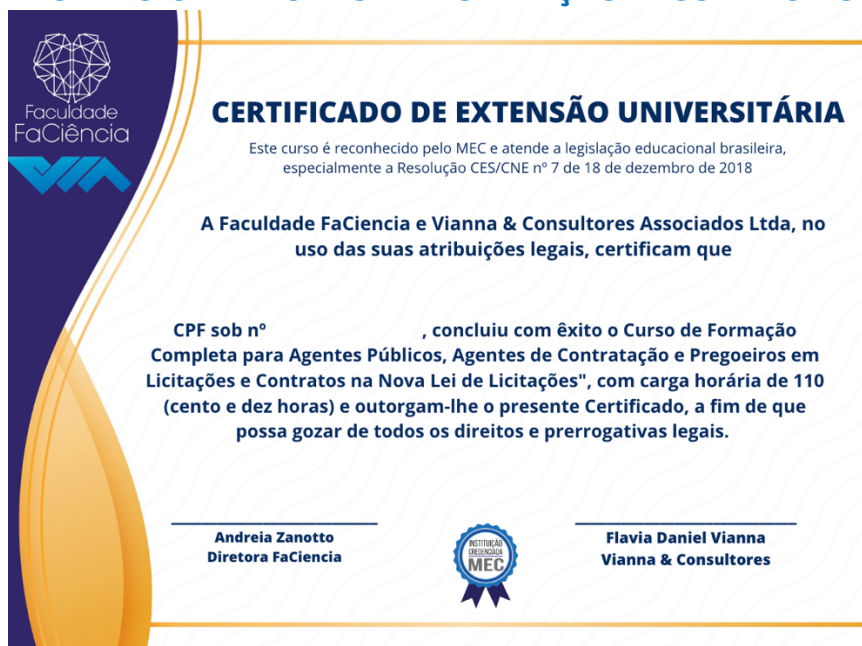 Faculdade
FaCiência
VIA
CERTIFICADO DE EXTENSÃO UNIVERSITÁRIA
Este curso é reconhecido pelo MEC e atende a legislação educacional brasileira,
especialmente a Resolução CES/CNE nº 7 de 18 de dezembro de 2018
A Faculdade FaCiencia e Vianna & Consultores Associados Ltda, no
uso das suas atribuições legais, certificam que
CPF sob nº , concluiu com êxito o Curso de Formação
Completa para Agentes Públicos, Agentes de Contratação e Pregoeiros em
Licitações e Contratos na Nova Lei de Licitações", com carga horária de 110
(cento e dez horas) e outorgam-lhe o presente Certificado, a fim de que
possa gozar de todos os direitos e prerrogativas legais.
Andreia Zanotto
Diretora FaCiencia
INSTITUIÇÃO
CREDENCIADA
MEC
Flavia Daniel Vianna
Vianna & Consultores